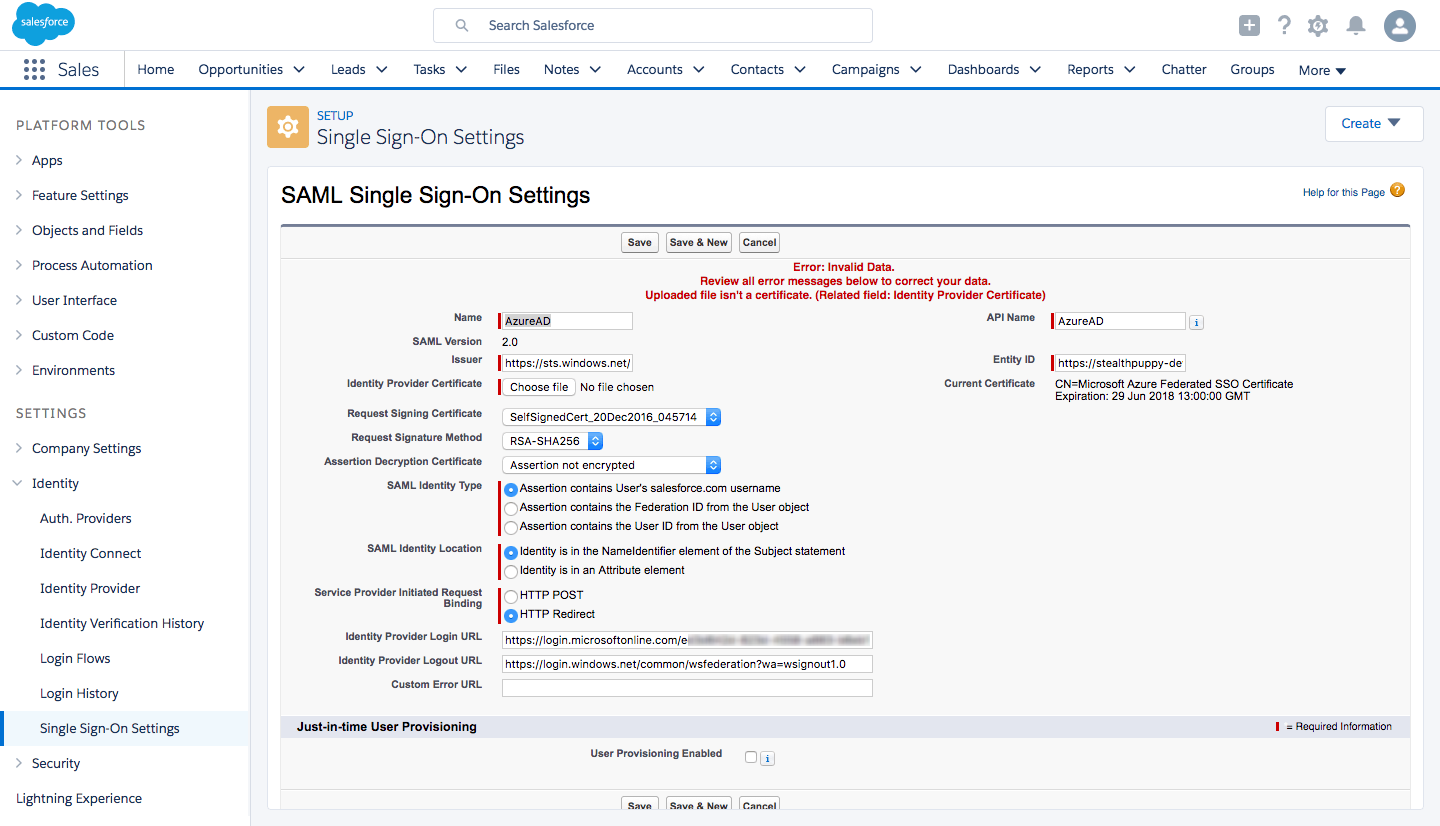 salesforce
Search Salesforce
Sales
Home
Opportunities
Leads
Tasks
Files
Notes
Accounts
Contacts
Campaigns
Dashboards
Reports
Chatter
Groups
More
PLATFORM TOOLS
Apps
Feature Settings
Objects and Fields
Process Automation
User Interface
Custom Code
Environments
SETTINGS
Company Settings
Identity
Auth. Providers
Identity Connect
Identity Provider
Identity Verification History
Login Flows
Login History
Single Sign-On Settings
Security
Lightning Experience
SETUP
Single Sign-On Settings
Create
SAML Single Sign-On Settings
Help for this Page ?
Save Save & New Cancel
Error: Invalid Data.
Review all error messages below to correct your data.
Uploaded file isn't a certificate. (Related field: Identity Provider Certificate)
Name AzureAD
API Name AzureAD i
SAML Version 2.0
Issuer https://sts.windows.net/
Entity ID https://stealthpuppy-de
Identity Provider Certificate Choose file No file chosen
Current Certificate CN=Microsoft Azure Federated SSO Certificate
Expiration: 29 Jun 2018 13:00:00 GMT
Request Signing Certificate SelfSignedCert_20Dec2016_045714
Request Signature Method RSA-SHA256
Assertion Decryption Certificate Assertion not encrypted
SAML Identity Type Assertion contains User's salesforce.com username
Assertion contains the Federation ID from the User object
Assertion contains the User ID from the User object
SAML Identity Location Identity is in the NameIdentifier element of the Subject statement
Identity is in an Attribute element
Service Provider Initiated Request
Binding
HTTP POST
HTTP Redirect
Identity Provider Login URL https://login.microsoftonline.com/e
Identity Provider Logout URL https://login.windows.net/common/wsfederation?wa=wsignout1.0
Custom Error URL
Just-in-time User Provisioning
= Required Information
User Provisioning Enabled i
Save Save & New Cancel